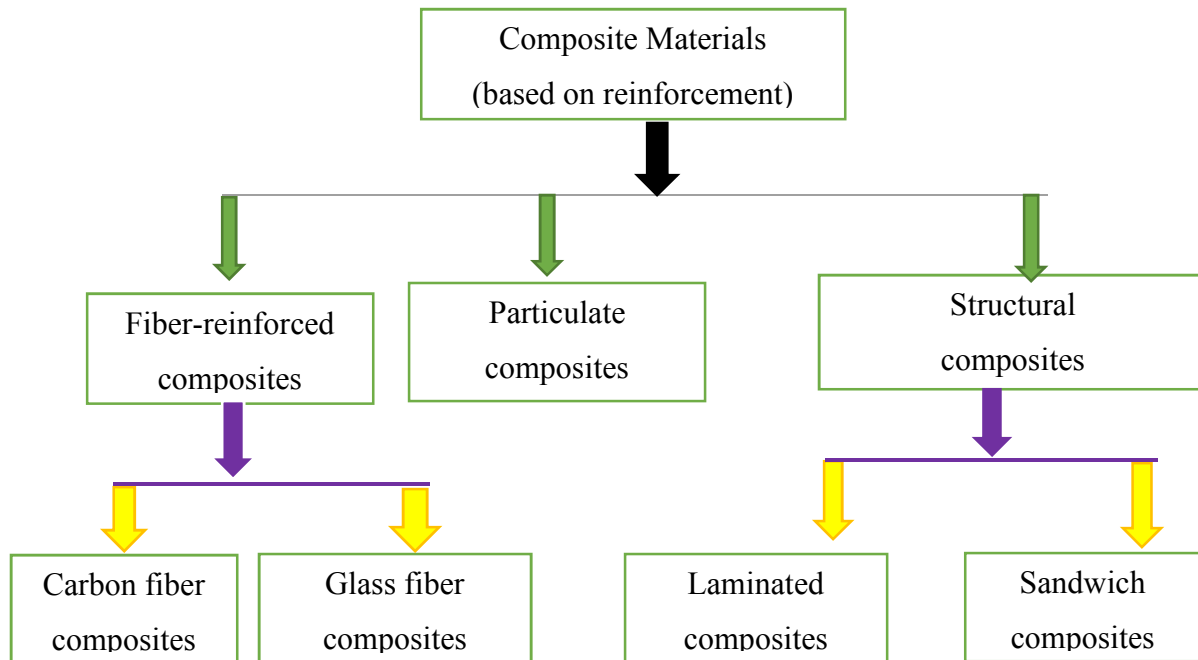 Composite Materials
(based on reinforcement)
Fiber-reinforced
composites
Particulate
composites
Structural
composites
Carbon fiber
composites
Glass fiber
composites
Laminated
composites
Sandwich
composites